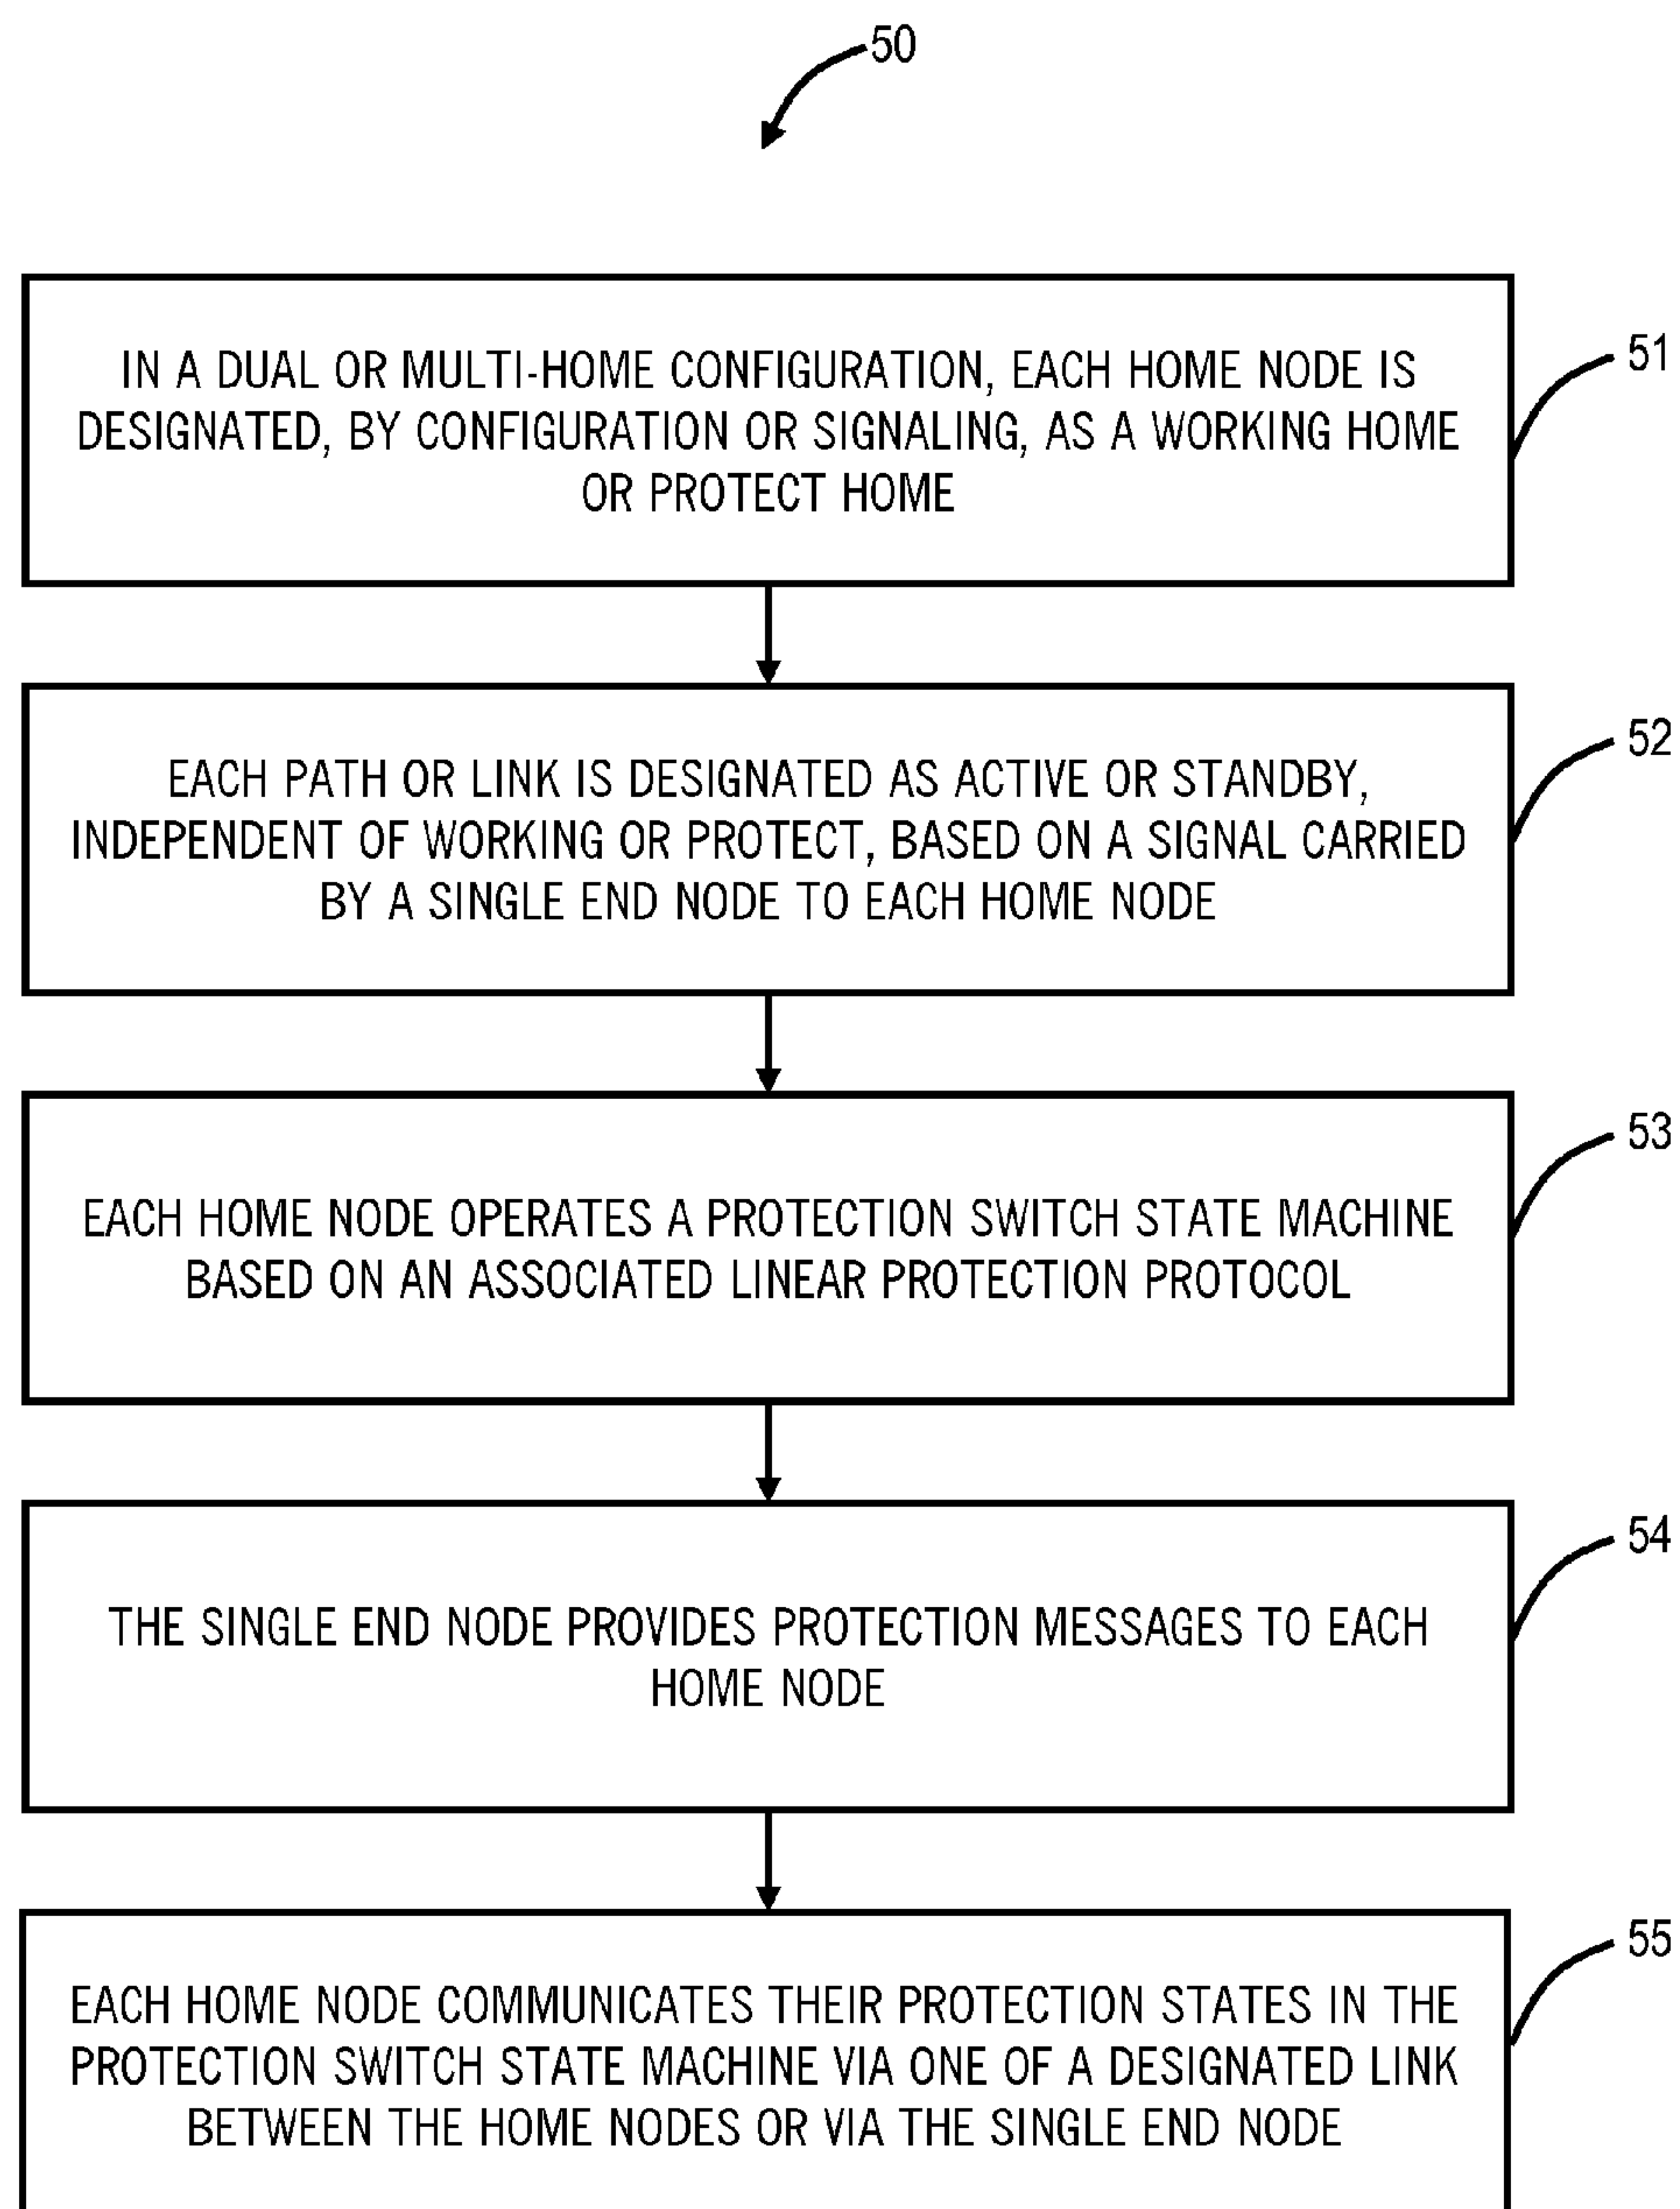 50
IN A DUAL OR MULTI-HOME CONFIGURATION, EACH HOME NODE IS
DESIGNATED, BY CONFIGURATION OR SIGNALING, AS A WORKING HOME
OR PROTECT HOME
51
EACH PATH OR LINK IS DESIGNATED AS ACTIVE OR STANDBY,
INDEPENDENT OF WORKING OR PROTECT, BASED ON A SIGNAL CARRIED
BY A SINGLE END NODE TO EACH HOME NODE
52
EACH HOME NODE OPERATES A PROTECTION SWITCH STATE MACHINE
BASED ON AN ASSOCIATED LINEAR PROTECTION PROTOCOL
53
THE SINGLE END NODE PROVIDES PROTECTION MESSAGES TO EACH
HOME NODE
54
EACH HOME NODE COMMUNICATES THEIR PROTECTION STATES IN THE
PROTECTION SWITCH STATE MACHINE VIA ONE OF A DESIGNATED LINK
BETWEEN THE HOME NODES OR VIA THE SINGLE END NODE
55